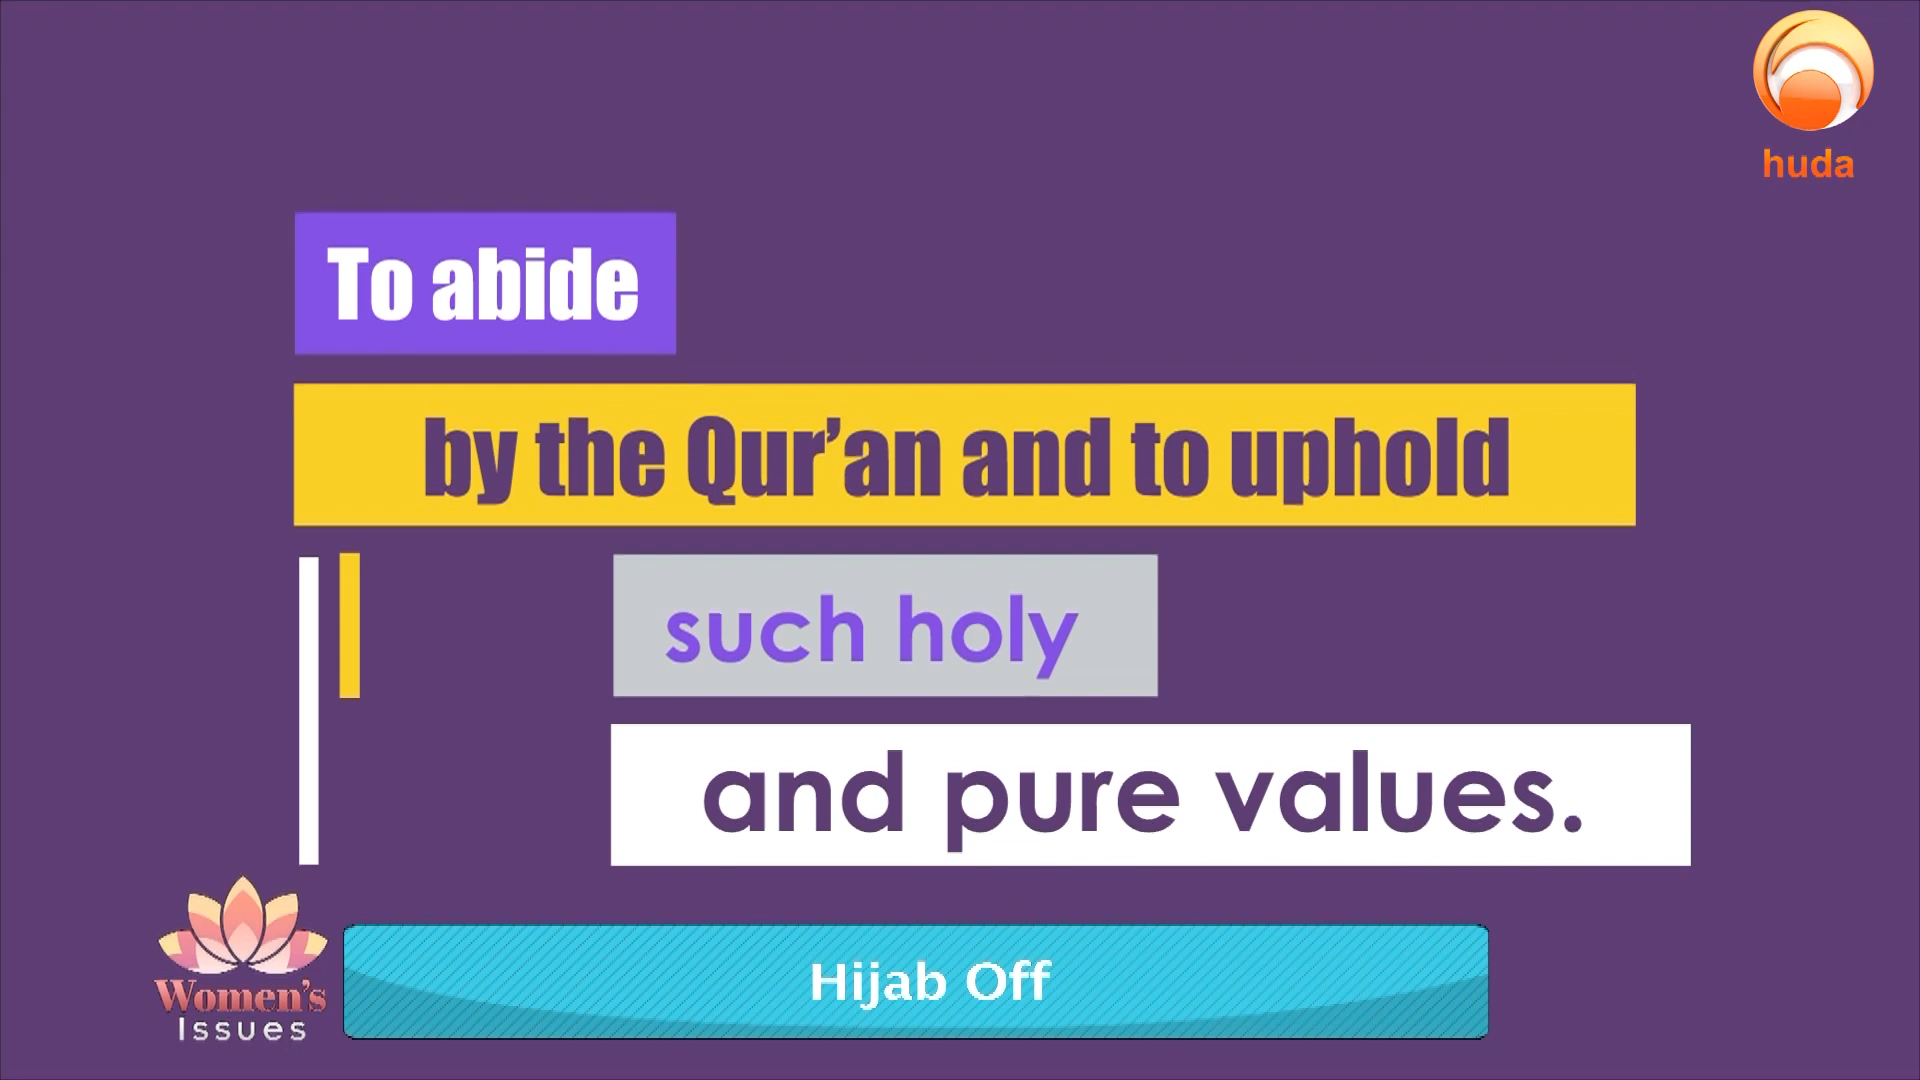 huda
To abide
by the Qur’an and to uphold
such holy
and pure values.
Women’s
Issues
Hijab Off